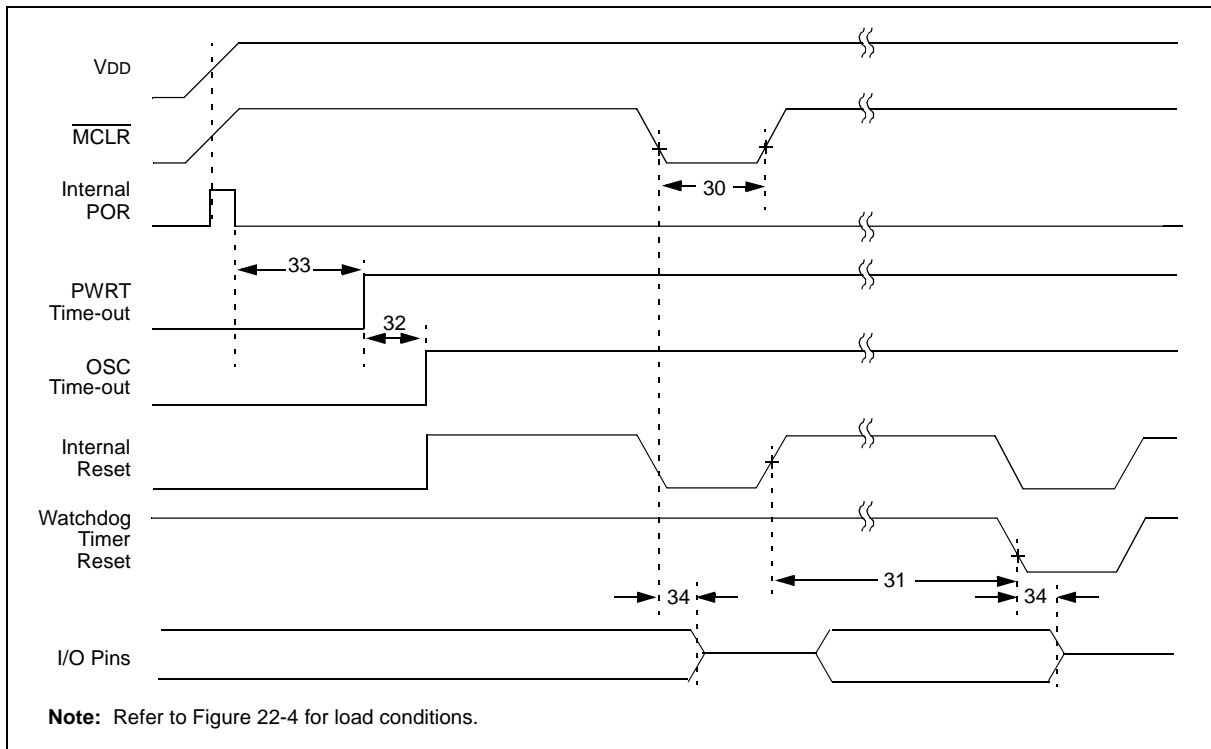 VDD
MCLR
Internal
POR
30
33
PWRT
Time-out
32
OSC
Time-out
Internal
Reset
Watchdog
Timer
Reset
31
34
34
I/O Pins
Note: Refer to Figure 22-4 for load conditions.